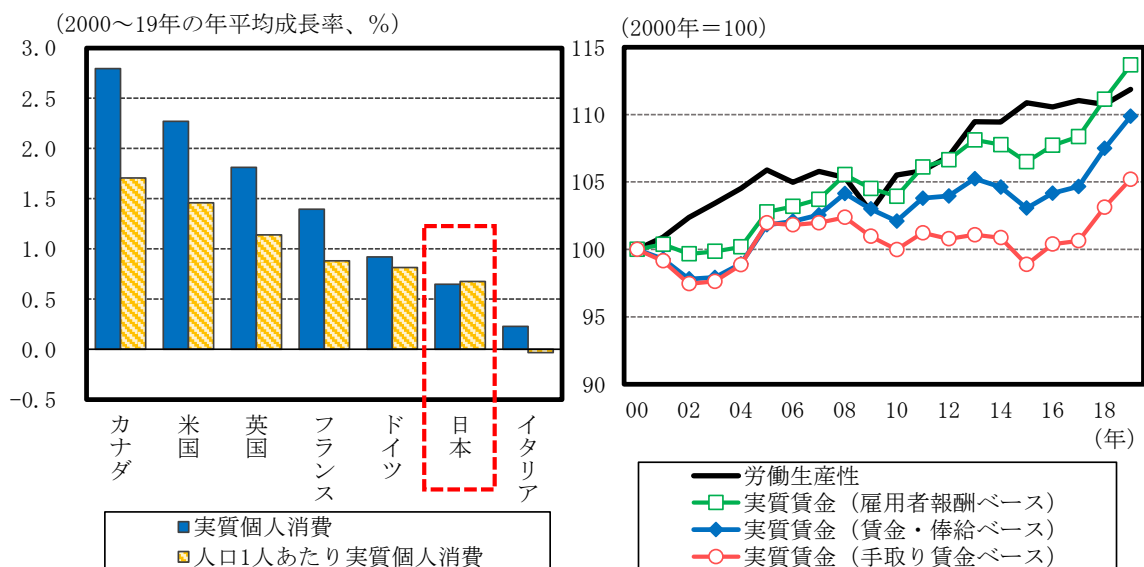 (2000～19年の年平均成長率、%)
3.0
2.5
2.0
1.5
1.0
0.5
0.0
-0.5
カナダ
米国
英国
フランス
ドイツ
日本
イタリア
実質個人消費
人口1人あたり実質個人消費
(2000年＝100)
115
110
105
100
95
90
00 02 04 06 08 10 12 14 16 18
(年)
労働生産性
実質賃金（雇用者報酬ベース）
実質賃金（賃金・俸給ベース）
実質賃金（手取り賃金ベース）